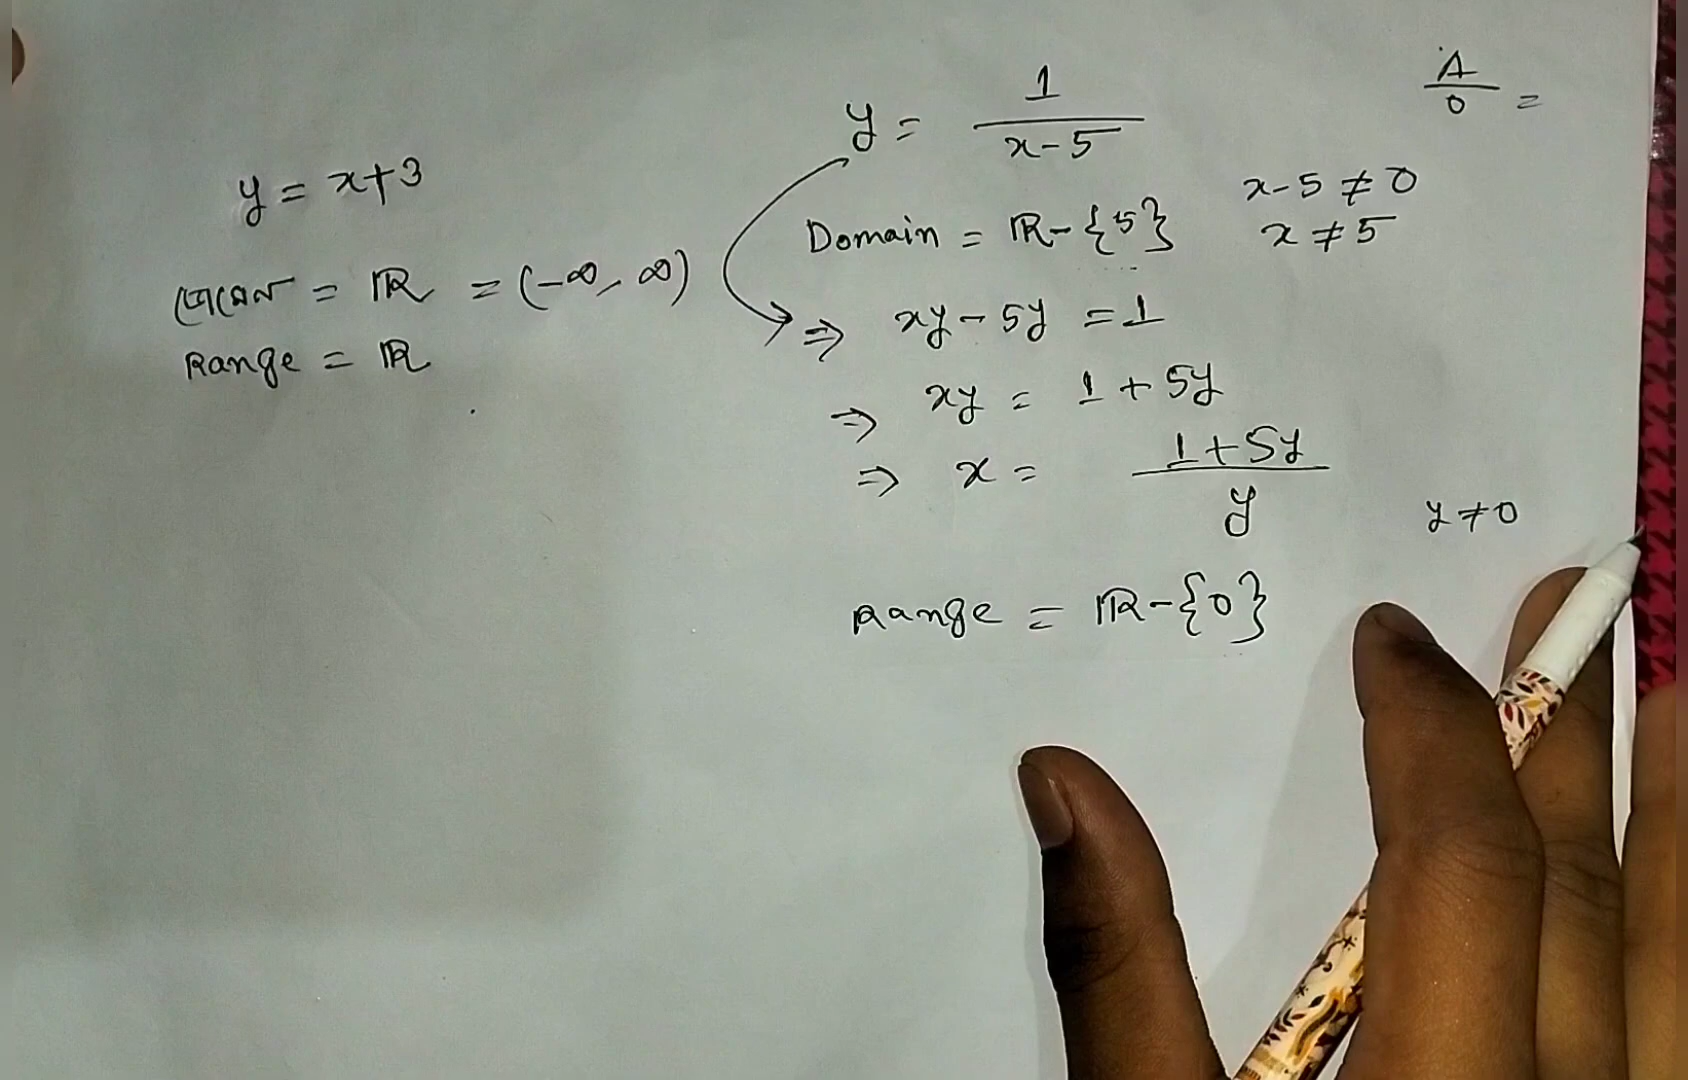 y = x+3
ডোমেন = ℝ = (-∞, ∞)
Range = ℝ
y = 1/(x-5)
A/0 =
x-5 ≠ 0
Domain = ℝ-{5} x ≠ 5
⇒ xy - 5y = 1
⇒ xy = 1 + 5y
⇒ x = (1+5y)/y
y ≠ 0
Range = ℝ-{0}